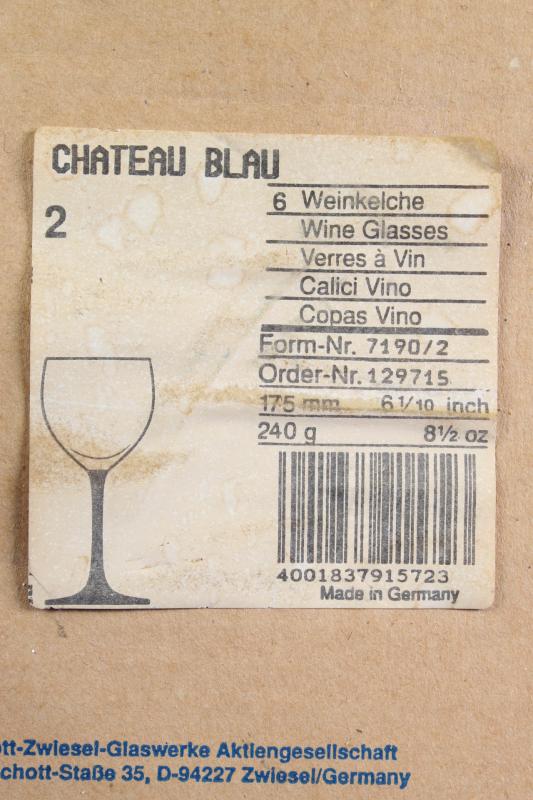 CHATEAU BLAU
2
6 Weinkelche
Wine Glasses
Verres à Vin
Calici Vino
Copas Vino
Form-Nr. 7190/2
Order-Nr. 129715
175 mm 6 1/10 inch
240 g 8½ oz
4001837915723
Made in Germany
ott-Zwiesel-Glaswerke Aktiengesellschaft
chott-Staße 35, D-94227 Zwiesel/Germany